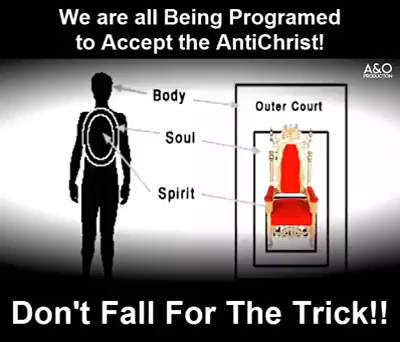 We are all Being Programed
to Accept the AntiChrist!
A&O
PRODUCTION
Body
Outer Court
Soul
Spirit
Don't Fall For The Trick!!